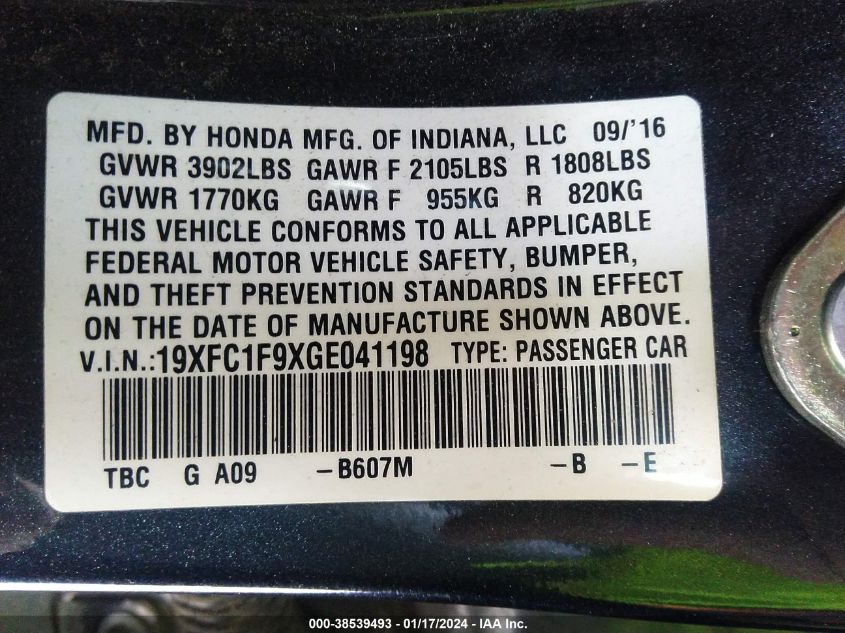 MFD. BY HONDA MFG. OF INDIANA, LLC 09/'16
GVWR 3902LBS GAWR F 2105LBS R 1808LBS
GVWR 1770KG GAWR F 955KG R 820KG
THIS VEHICLE CONFORMS TO ALL APPLICABLE
FEDERAL MOTOR VEHICLE SAFETY, BUMPER,
AND THEFT PREVENTION STANDARDS IN EFFECT
ON THE DATE OF MANUFACTURE SHOWN ABOVE.
V.I.N.:19XFC1F9XGE041198 TYPE: PASSENGER CAR
TBC G A09 -B607M -B -E
000-38539493 - 01/17/2024 - IAA, Inc.